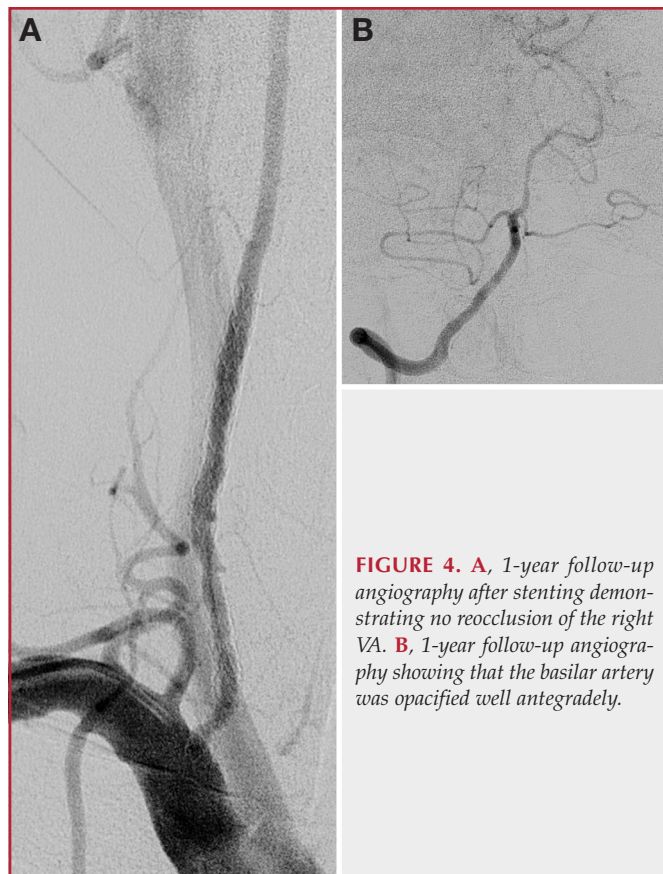 A
B
FIGURE 4. A, 1-year follow-up
angiography after stenting demon-
strating no reocclusion of the right
VA. B, 1-year follow-up angiogra-
phy showing that the basilar artery
was opacified well antegradely.